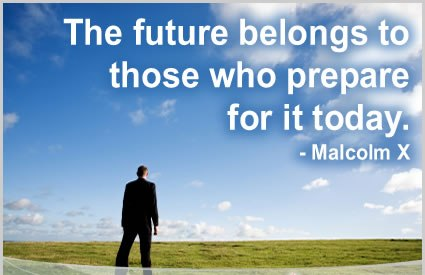 The future belongs to
those who prepare
for it today.
- Malcolm X